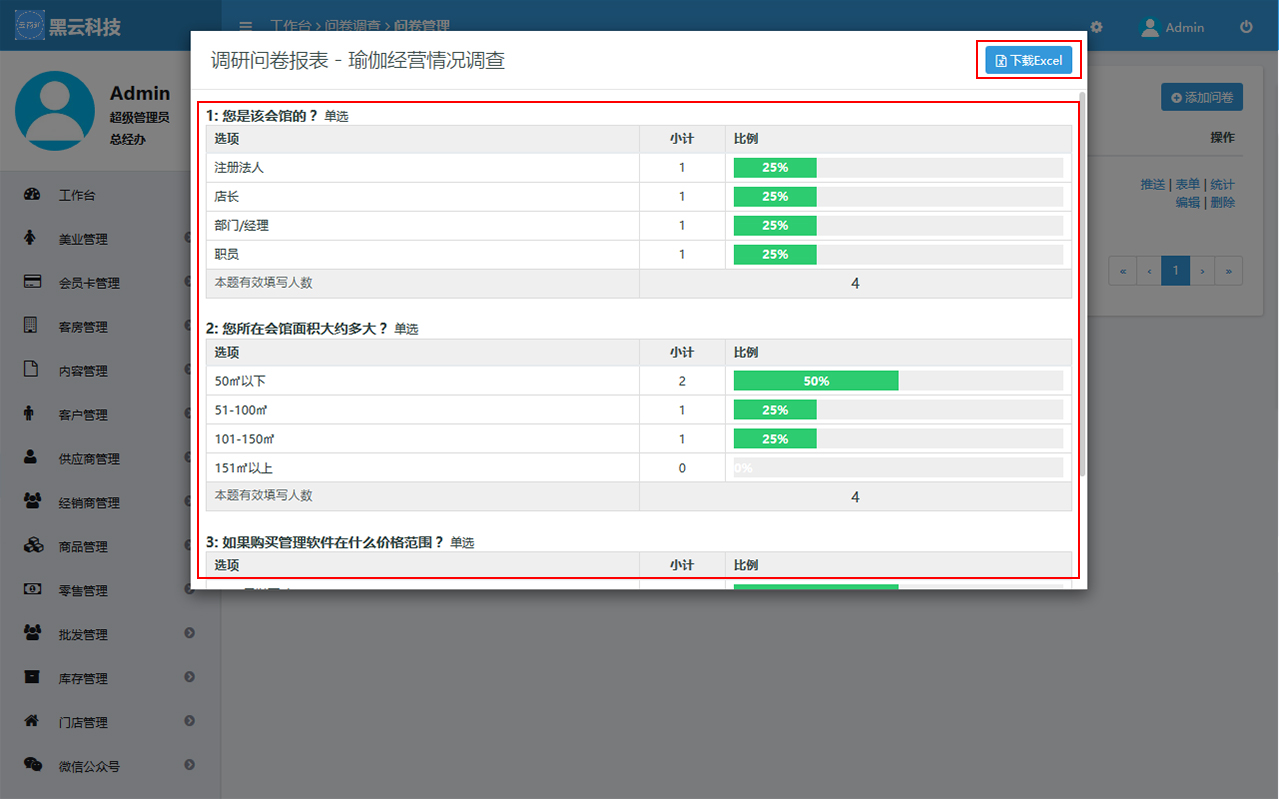 黑云科技
工作台 > 问卷调查 > 问卷管理
Admin
Admin
超级管理员
总经办
工作台
美业管理
会员卡管理
客房管理
内容管理
客户管理
供应商管理
经销商管理
商品管理
零售管理
批发管理
库存管理
门店管理
微信公众号
调研问卷报表 - 瑜伽经营情况调查
下载Excel
1: 您是该会馆的？ 单选
选项 小计 比例
注册法人 1 25%
店长 1 25%
部门/经理 1 25%
职员 1 25%
本题有效填写人数 4
2: 您所在会馆面积大约多大？ 单选
选项 小计 比例
50㎡以下 2 50%
51-100㎡ 1 25%
101-150㎡ 1 25%
151㎡以上 0 0%
本题有效填写人数 4
3: 如果购买管理软件在什么价格范围？ 单选
选项 小计 比例
添加问卷
操作
推送 | 表单 | 统计
编辑 | 删除
« ‹ 1 › »